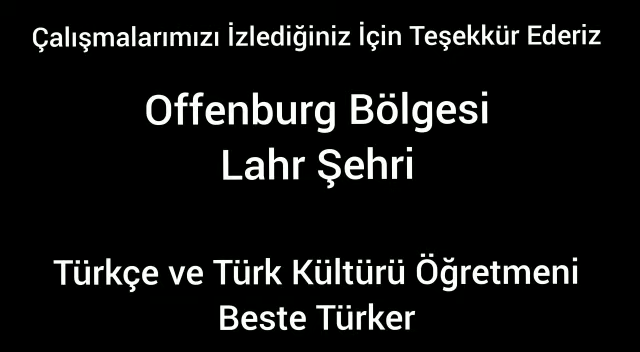 Çalışmalarımızı İzlediğiniz İçin Teşekkür Ederiz
Offenburg Bölgesi
Lahr Şehri
Türkçe ve Türk Kültürü Öğretmeni
Beste Türker